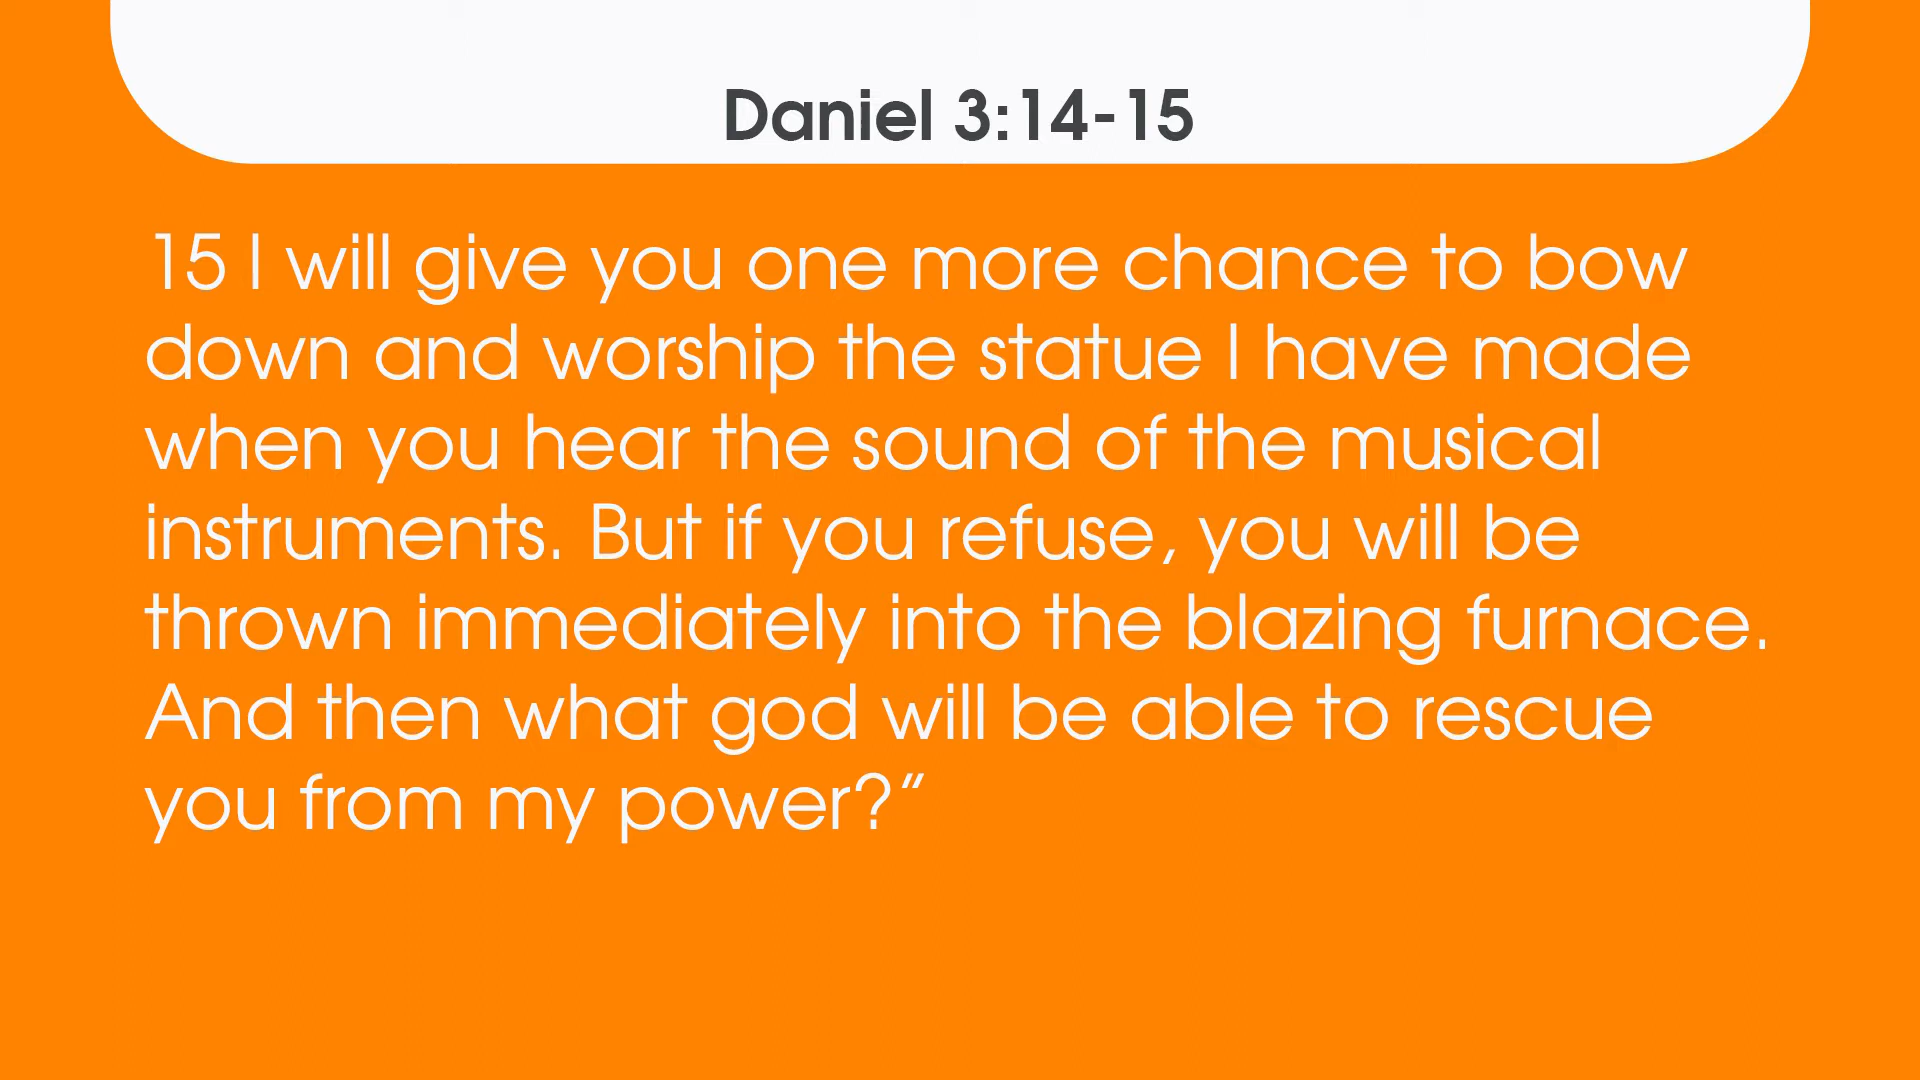 Daniel 3:14-15
15 I will give you one more chance to bow
down and worship the statue I have made
when you hear the sound of the musical
instruments. But if you refuse, you will be
thrown immediately into the blazing furnace.
And then what god will be able to rescue
you from my power?”